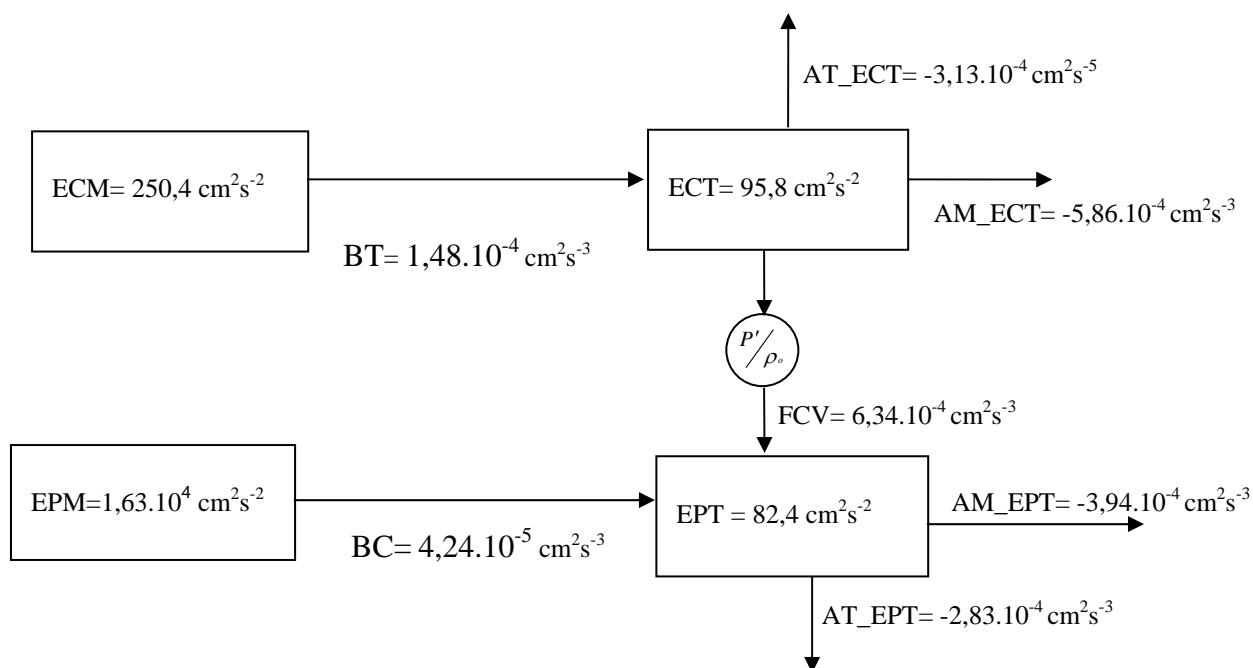 AT_ECT= -3,13.10⁻⁴ cm²s⁻⁵
ECM= 250,4 cm²s⁻²
ECT= 95,8 cm²s⁻²
AM_ECT= -5,86.10⁻⁴ cm²s⁻³
BT= 1,48.10⁻⁴ cm²s⁻³
P'/ρₒ
FCV= 6,34.10⁻⁴ cm²s⁻³
EPM=1,63.10⁴ cm²s⁻²
EPT = 82,4 cm²s⁻²
AM_EPT= -3,94.10⁻⁴ cm²s⁻³
BC= 4,24.10⁻⁵ cm²s⁻³
AT_EPT= -2,83.10⁻⁴ cm²s⁻³